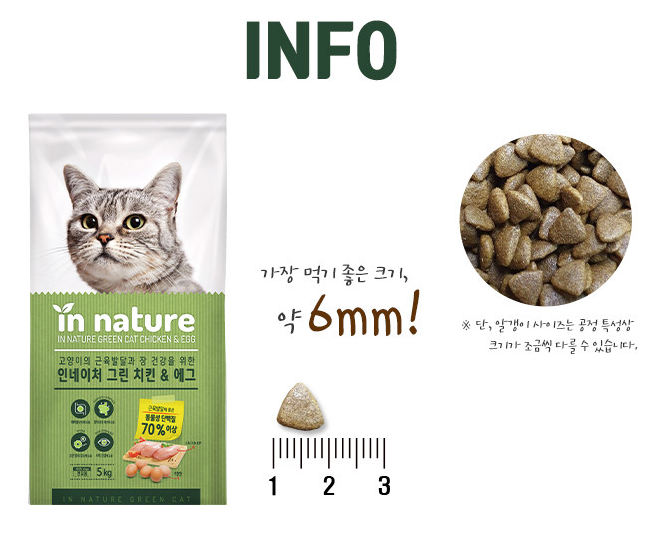 INFO
in nature
IN NATURE GREEN CAT CHICKEN & EGG
고양이의 근육발달과 장 건강을 위한
인네이처 그린 치킨 & 에그
동물성 단백질
70%이상
5kg
IN NATURE GREEN CAT
가장 먹기 좋은 크기,
약 6mm!
1 2 3
※ 단, 알갱이 사이즈는 공정 특성상
크기가 조금씩 다를 수 있습니다.